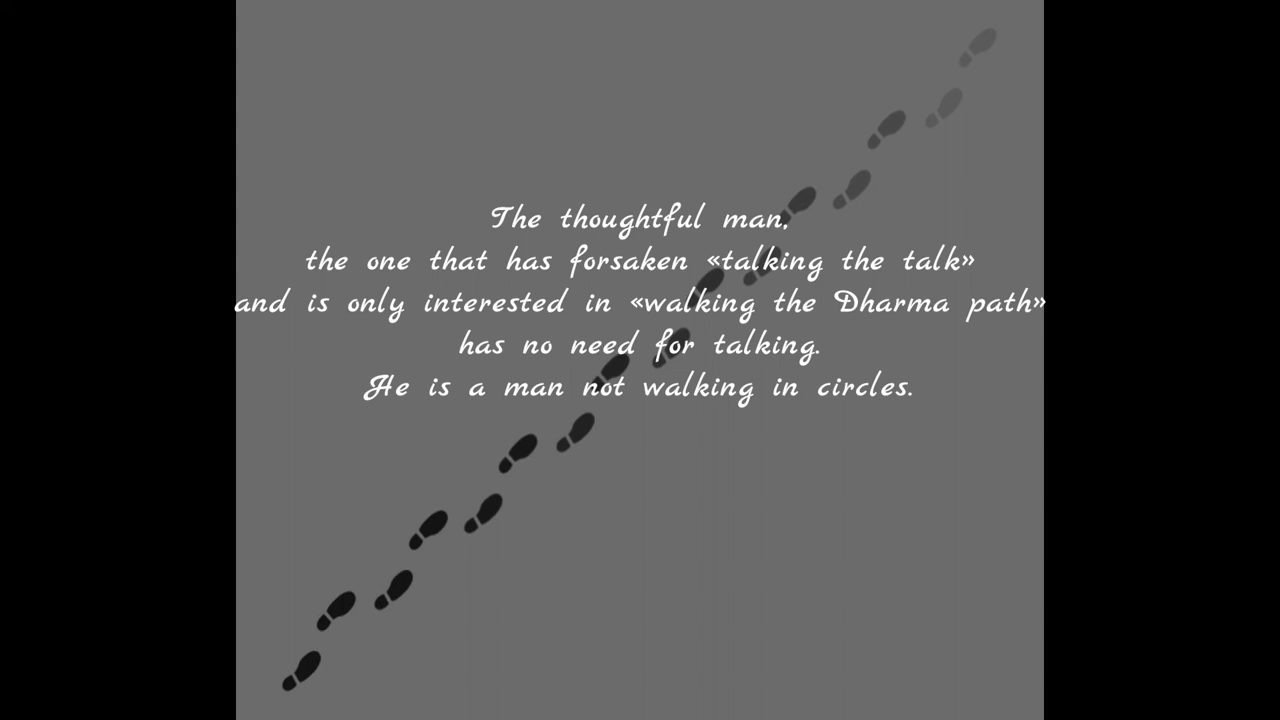 The thoughtful man,
the one that has forsaken «talking the talk»
and is only interested in «walking the Dharma path»
has no need for talking.
He is a man not walking in circles.